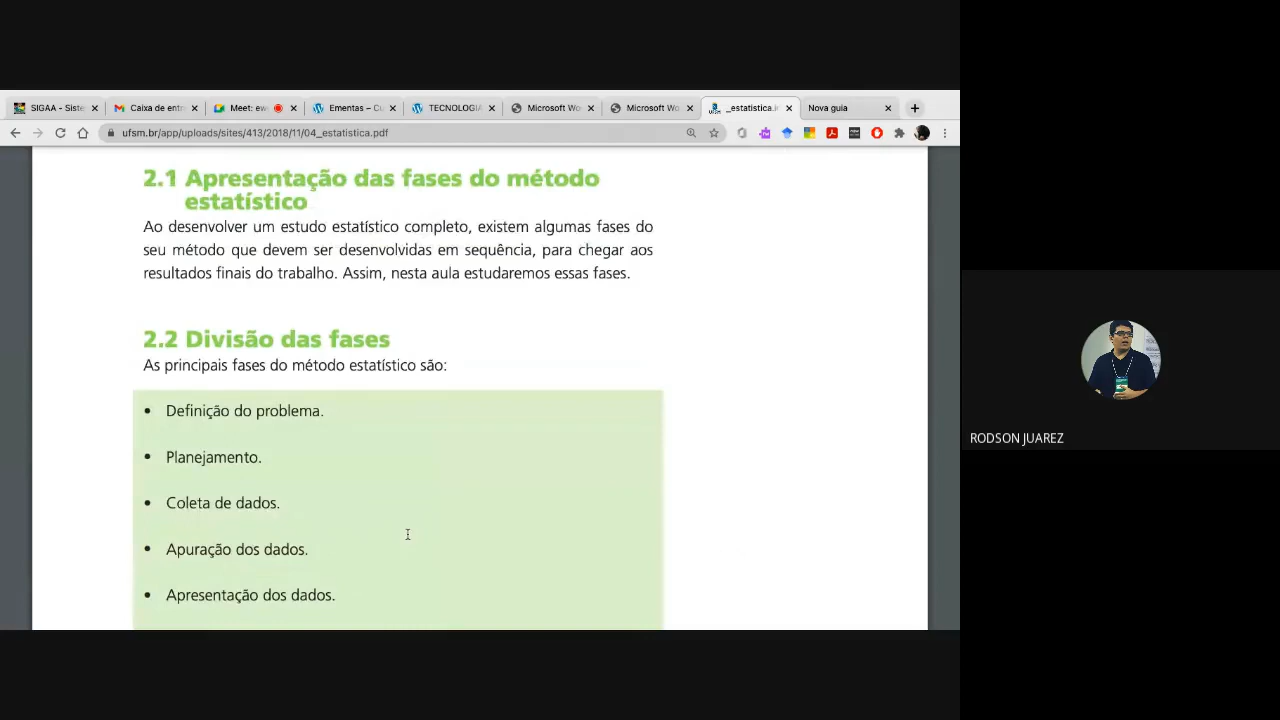 SIGAA - Siste
Caixa de entr
Meet: ew
Ementas – Cu
TECNOLOGIA
Microsoft Wo
Microsoft Wo
_estatistica.i
Nova guia
ufsm.br/app/uploads/sites/413/2018/11/04_estatistica.pdf
2.1 Apresentação das fases do método
estatístico
Ao desenvolver um estudo estatístico completo, existem algumas fases do
seu método que devem ser desenvolvidas em sequência, para chegar aos
resultados finais do trabalho. Assim, nesta aula estudaremos essas fases.
2.2 Divisão das fases
As principais fases do método estatístico são:
• Definição do problema.
• Planejamento.
• Coleta de dados.
• Apuração dos dados.
• Apresentação dos dados.
RODSON JUAREZ